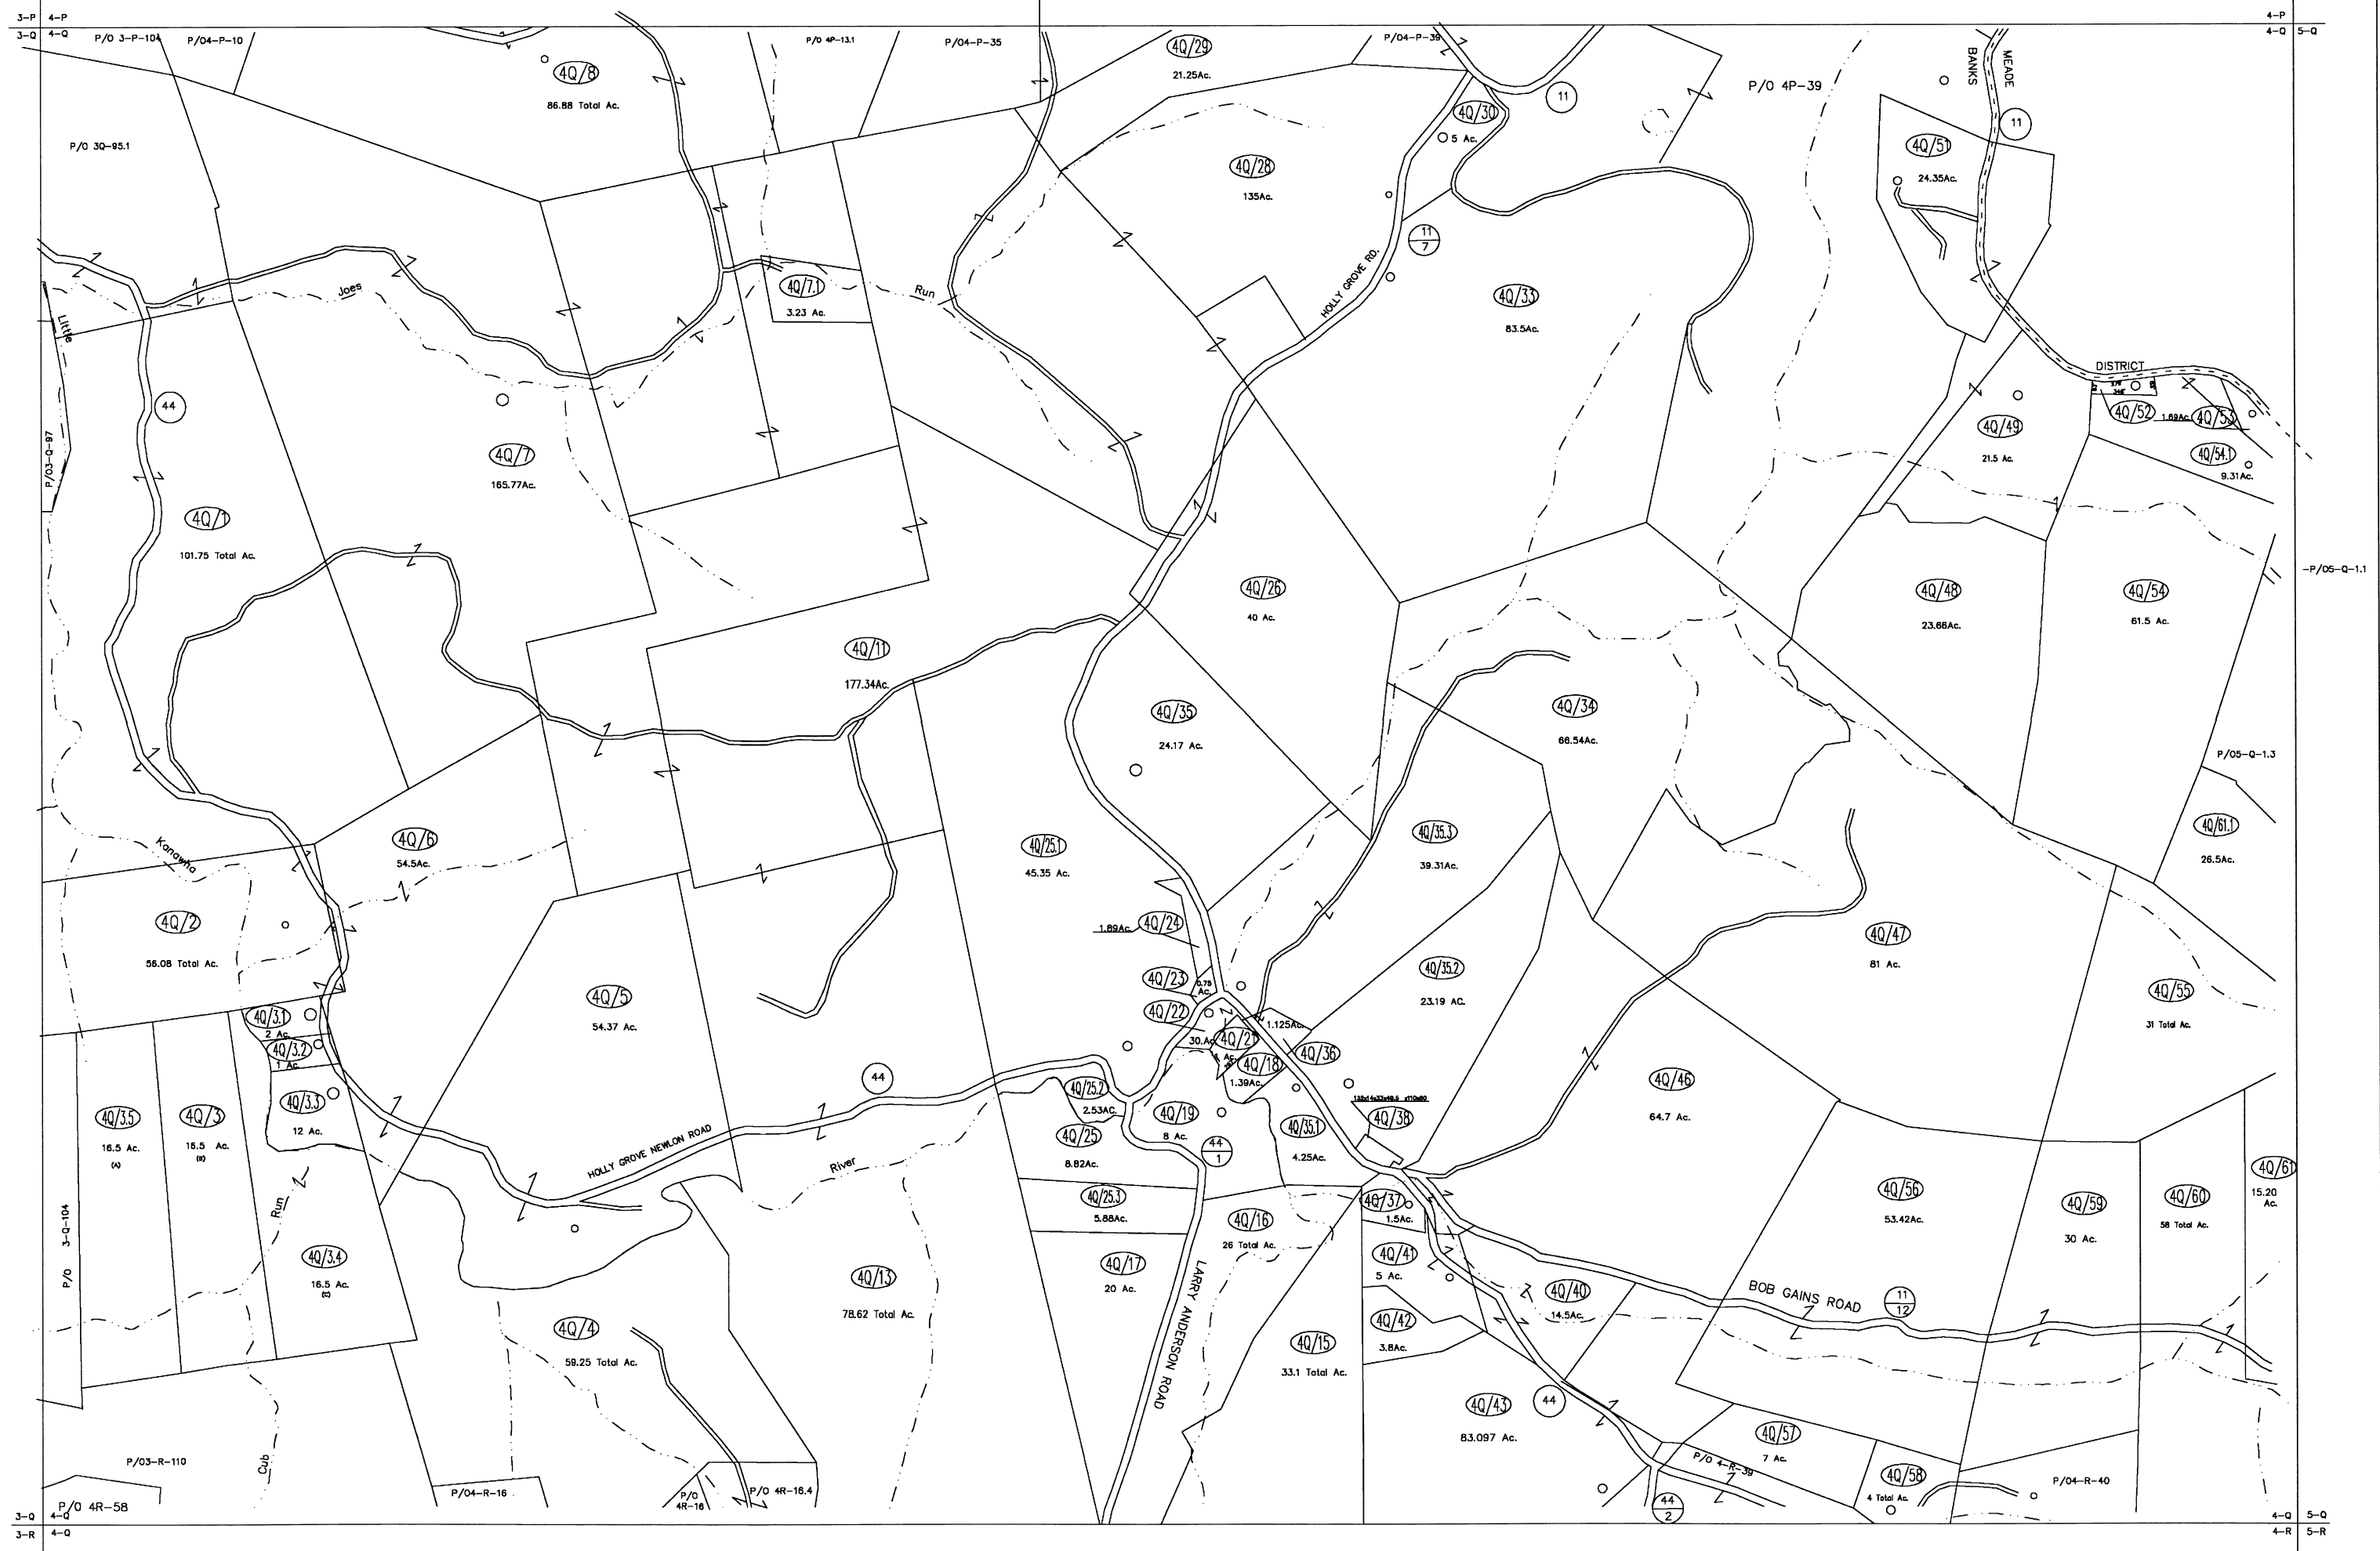 3-P 4-P
3-Q 4-Q
P/O 3-P-104
P/04-P-10
P/O 4P-13.1
P/04-P-35
P/04-P-39
4-P
4-Q 5-Q
4Q/8
86.88 Total Ac.
4Q/29
21.25Ac.
11
P/O 4P-39
BANKS
MEADE
11
P/O 3Q-95.1
4Q/30
5 Ac.
4Q/28
135Ac.
4Q/51
24.35Ac.
11
7
HOLLY GROVE RD.
Joes
Run
Little
4Q/7.1
3.23 Ac.
4Q/33
83.5Ac.
DISTRICT
44
P/03-Q-97
4Q/7
165.77Ac.
4Q/52
1.69Ac.
4Q/53
4Q/49
21.5 Ac.
4Q/54.1
9.31Ac.
4Q/1
101.75 Total Ac.
-P/05-Q-1.1
4Q/26
40 Ac.
4Q/48
23.66Ac.
4Q/54
61.5 Ac.
4Q/11
177.34Ac.
4Q/35
24.17 Ac.
4Q/34
66.54Ac.
P/05-Q-1.3
Kanawha
4Q/6
54.5Ac.
4Q/25.1
45.35 Ac.
4Q/35.3
39.31Ac.
4Q/61.1
26.5Ac.
4Q/2
56.08 Total Ac.
4Q/24
1.89Ac.
4Q/47
81 Ac.
4Q/23
0.75
Ac.
4Q/35.2
23.19 AC.
4Q/5
54.37 Ac.
4Q/55
31 Total Ac.
4Q/3.1
2 Ac.
4Q/3.2
1 Ac.
4Q/22
30.Ac
4Q/21
1.125Ac.
4Q/36
4Q/18
1.39Ac.
4Q/3.3
12 Ac.
44
4Q/25.2
2.53AC.
4Q/46
64.7 Ac.
4Q/3.5
16.5 Ac.
(A)
4Q/3
16.5 Ac.
(B)
4Q/19
8 Ac.
4Q/38
4Q/25
8.82Ac.
44
1
4Q/35.1
4.25Ac.
HOLLY GROVE NEWLON ROAD
River
4Q/25.3
5.88Ac.
4Q/37
1.5Ac.
4Q/56
53.42Ac.
4Q/59
30 Ac.
4Q/60
58 Total Ac.
4Q/61
15.20
Ac.
P/O 3-Q-104
Run
4Q/3.4
16.5 Ac.
(C)
4Q/16
26 Total Ac.
4Q/41
5 Ac.
4Q/13
78.62 Total Ac.
4Q/17
20 Ac.
LARRY ANDERSON ROAD
4Q/40
14.5Ac.
BOB GAINS ROAD
11
12
4Q/4
59.25 Total Ac.
4Q/42
3.8Ac.
4Q/15
33.1 Total Ac.
4Q/43
83.097 Ac.
44
4Q/57
7 Ac.
P/O 4-R-39
P/03-R-110
Cub
4Q/58
4 Total Ac.
P/04-R-40
P/O 4R-58
P/04-R-16
P/O
4R-16
P/O 4R-16.4
44
2
3-Q 4-Q
3-R 4-Q
4-Q 5-Q
4-R 5-R